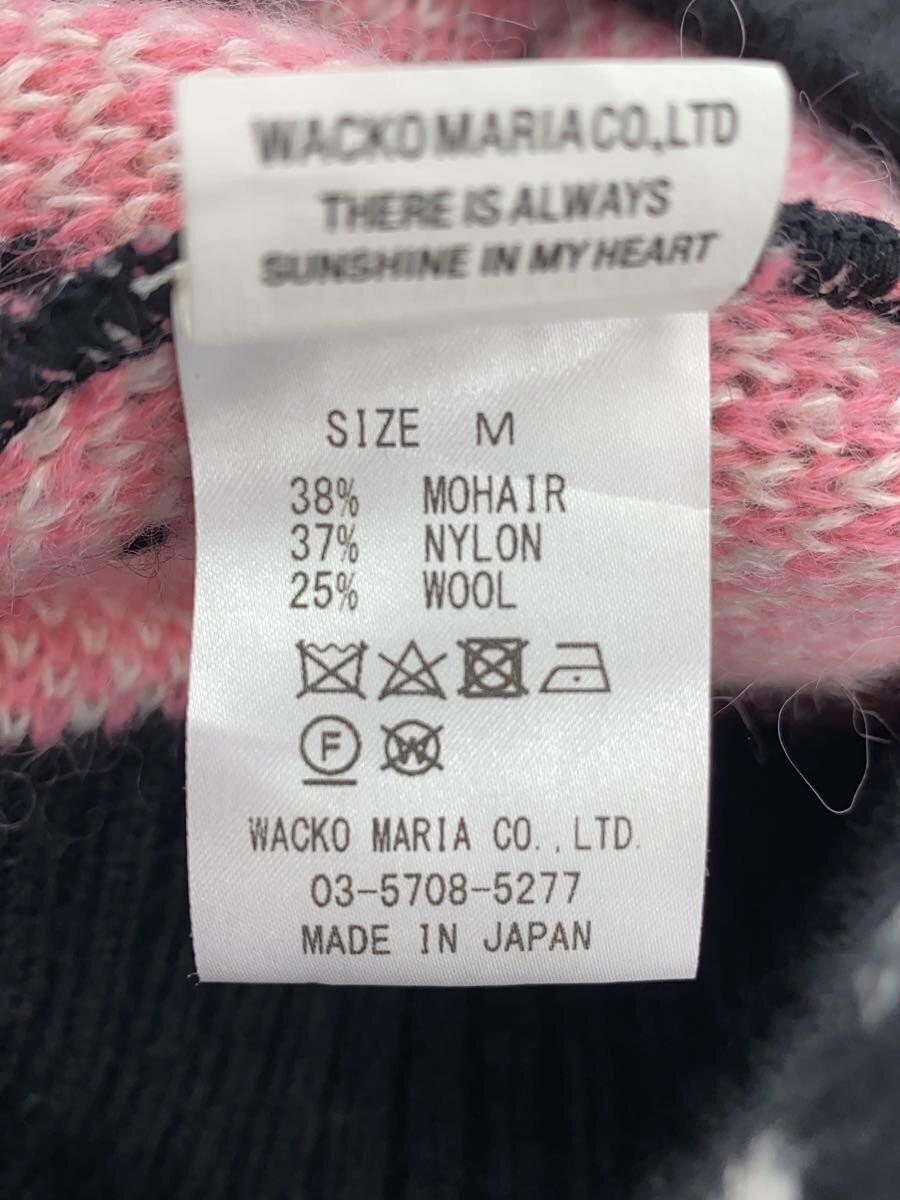 WACKO MARIA CO.,LTD
THERE IS ALWAYS
SUNSHINE IN MY HEART
SIZE M
38% MOHAIR
37% NYLON
25% WOOL
F W
WACKO MARIA CO.,LTD.
03-5708-5277
MADE IN JAPAN